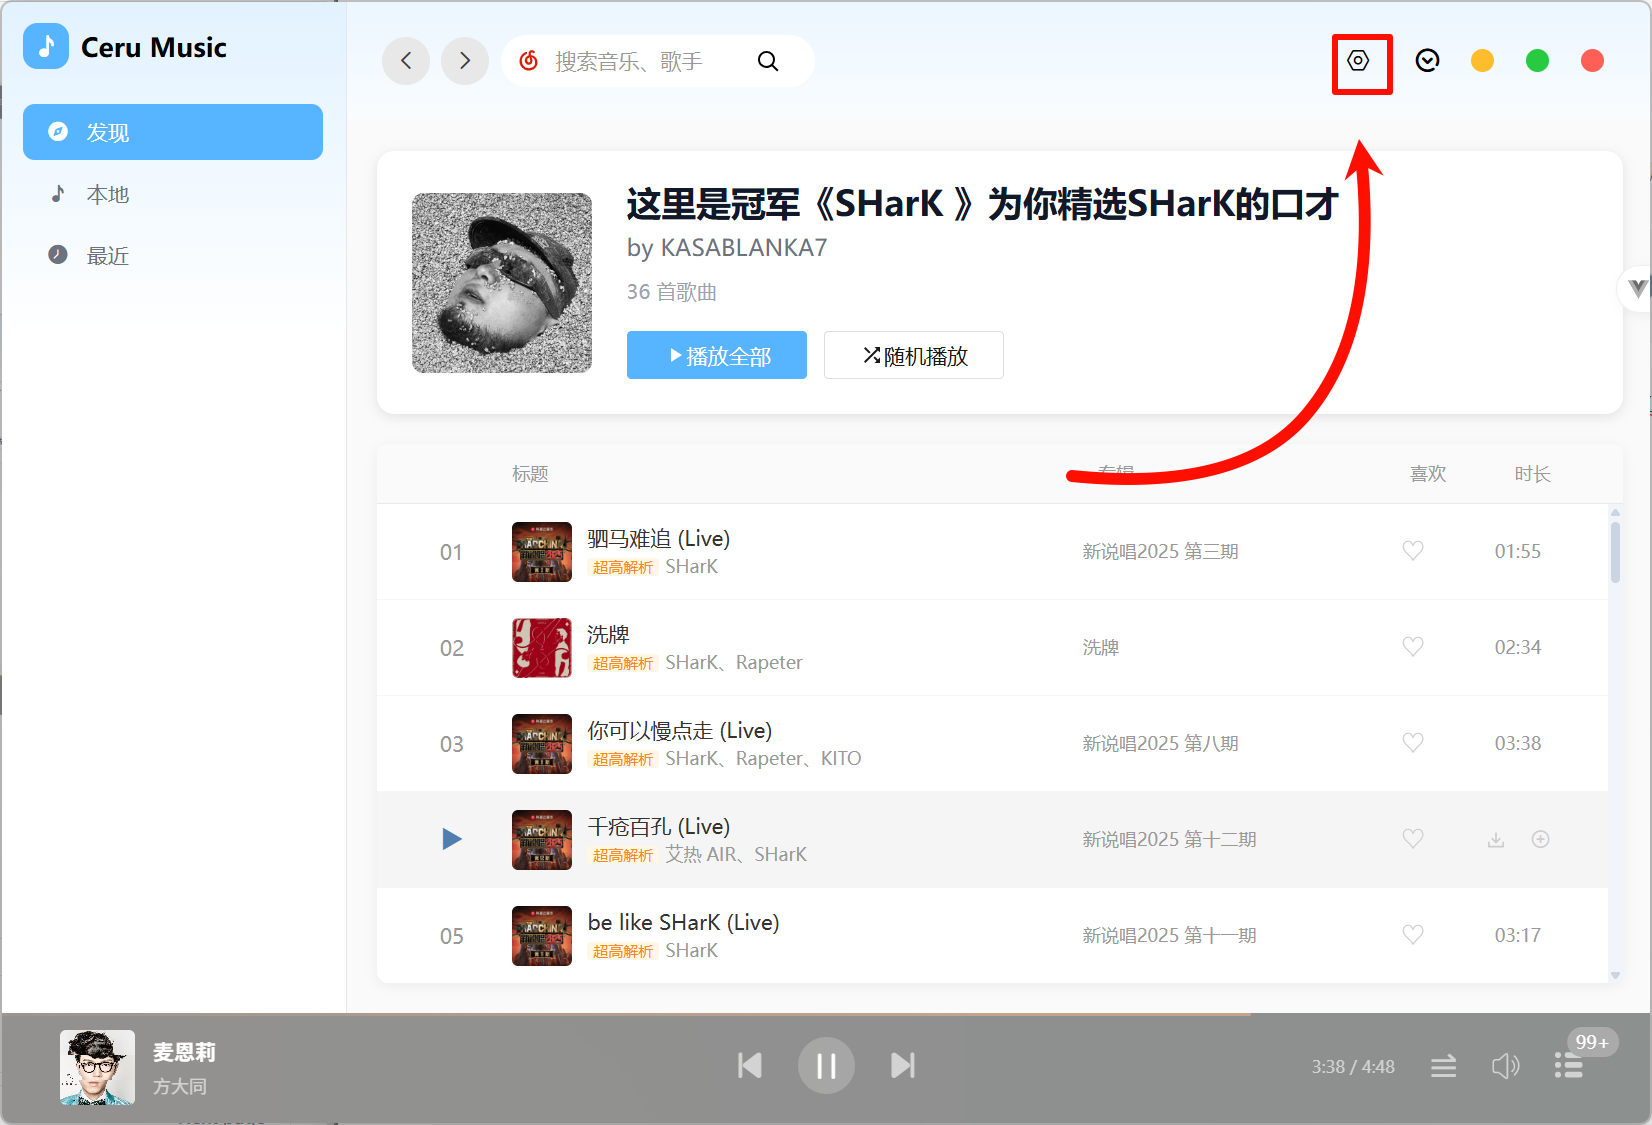 Ceru Music
搜索音乐、歌手
发现
本地
最近
这里是冠军《SHarK 》为你精选SHarK的口才
by KASABLANKA7
36 首歌曲
播放全部
随机播放
标题 专辑 喜欢 时长
01 驷马难追 (Live) 新说唱2025 第三期 01:55
超高解析 SHarK
02 洗牌 洗牌 02:34
超高解析 SHarK、Rapeter
03 你可以慢点走 (Live) 新说唱2025 第八期 03:38
超高解析 SHarK、Rapeter、KITO
千疮百孔 (Live) 新说唱2025 第十二期
超高解析 艾热 AIR、SHarK
05 be like SHarK (Live) 新说唱2025 第十一期 03:17
超高解析 SHarK
麦恩莉
方大同
3:38 / 4:48
99+